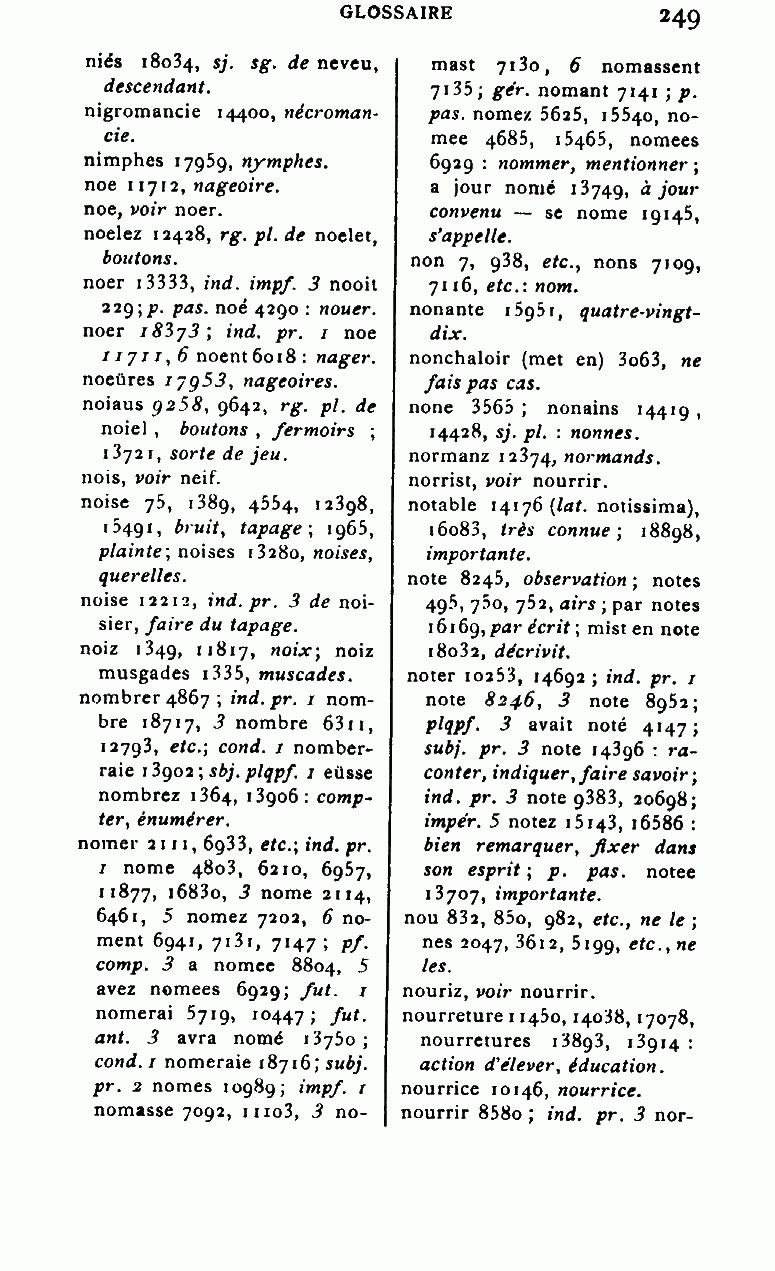 GLOSSAIRE 249
niés 18034, sj. sg. de neveu,
descendant.
nigromancie 14400, nécroman-
cie.
nimphes 17959, nymphes.
noe 11712, nageoire.
noe, voir noer.
noelez 12428, rg. pl. de noelet,
boutons.
noer 13333, ind. impf. 3 nooit
229; p. pas. noé 4290 : nouer.
noer 18373 ; ind. pr. 1 noe
11711, 6 noent 6018 : nager.
noeüres 17953, nageoires.
noiaus 9258, 9642, rg. pl. de
noiel, boutons, fermoirs ;
13721, sorte de jeu.
nois, voir neif.
noise 75, 1389, 4554, 12398,
15491, bruit, tapage ; 1965,
plainte; noises 13280, noises,
querelles.
noise 12212, ind. pr. 3 de noi-
sier, faire du tapage.
noiz 1349, 11817, noix; noiz
musgades 1335, muscades.
nombrer 4867 ; ind. pr. 1 nom-
bre 18717, 3 nombre 6311,
12793, etc.; cond. 1 nomber-
raie 13902; sbj. plqpf. 1 eüsse
nombrez 1364, 13906 : comp-
ter, énumérer.
nomer 2111, 6933, etc.; ind. pr.
1 nome 4803, 6210, 6957,
11877, 16830, 3 nome 2114,
6461, 5 nomez 7202, 6 no-
ment 6941, 7131, 7147 ; pf.
comp. 3 a nomee 8804, 5
avez nomees 6929; fut. 1
nomerai 5719, 10447 ; fut.
ant. 3 avra nomé 13750 ;
cond. 1 nomeraie 18716; subj.
pr. 2 nomes 10989; impf. 1
nomasse 7092, 11103, 3 no-
mast 7130, 6 nomassent
7135; gér. nomant 7141 ; p.
pas. nomez 5625, 15540, no-
mee 4685, 15465, nomees
6929 : nommer, mentionner ;
a jour nomé 13749, à jour
convenu — se nome 19145,
s'appelle.
non 7, 938, etc., nons 7109,
7116, etc.: nom.
nonante 15951, quatre-vingt-
dix.
nonchaloir (met en) 3063, ne
fais pas cas.
none 3565 ; nonains 14419,
14428, sj. pl. : nonnes.
normanz 12374, normands.
norrist, voir nourrir.
notable 14176 (lat. notissima),
16083, très connue ; 18898,
importante.
note 8245, observation ; notes
495, 750, 752, airs ; par notes
16169, par écrit ; mist en note
18032, décrivit.
noter 10253, 14692 ; ind. pr. 1
note 8246, 3 note 8952;
plqpf. 3 avait noté 4147;
subj. pr. 3 note 14396 : ra-
conter, indiquer, faire savoir ;
ind. pr. 3 note 9383, 20698;
impér. 5 notez 15143, 16586 :
bien remarquer, fixer dans
son esprit ; p. pas. notee
13707, importante.
nou 832, 850, 982, etc., ne le ;
nes 2047, 3612, 5199, etc., ne
les.
nouriz, voir nourrir.
nourreture 11450, 14038, 17078,
nourretures 13893, 13914 :
action d'élever, éducation.
nourrice 10146, nourrice.
nourrir 8580 ; ind. pr. 3 nor-